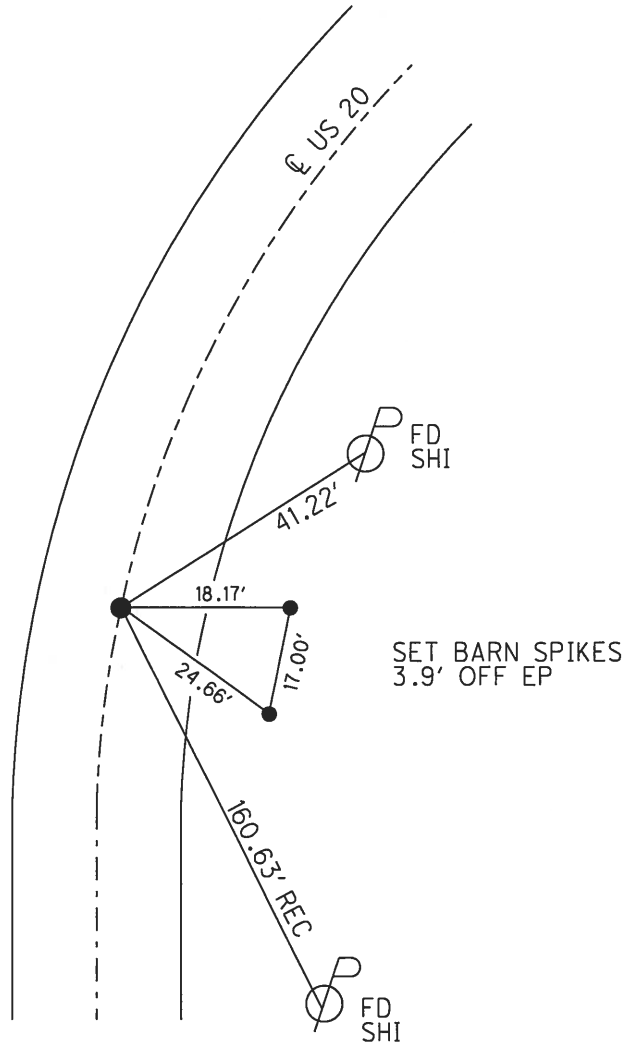 ℄ US 20
FD
SHI
41.22'
18.17'
17.00'
24.66'
SET BARN SPIKES
3.9' OFF EP
160.63' REC
FD
SHI